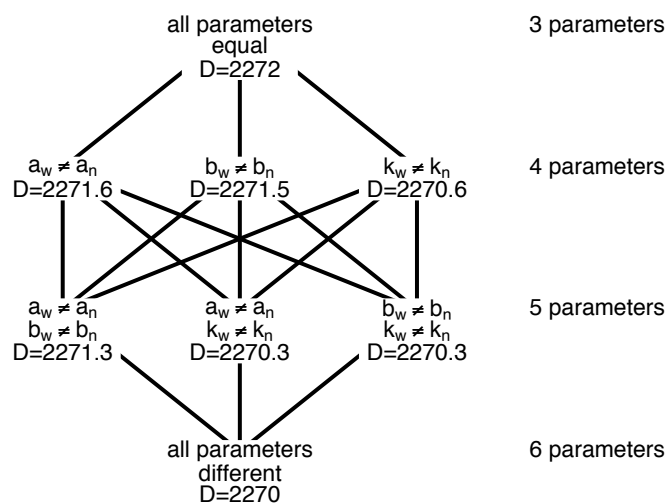 all parameters 3 parameters
equal
D=2272
a_w ≠ a_n b_w ≠ b_n k_w ≠ k_n 4 parameters
D=2271.6 D=2271.5 D=2270.6
a_w ≠ a_n a_w ≠ a_n b_w ≠ b_n 5 parameters
b_w ≠ b_n k_w ≠ k_n k_w ≠ k_n
D=2271.3 D=2270.3 D=2270.3
all parameters 6 parameters
different
D=2270